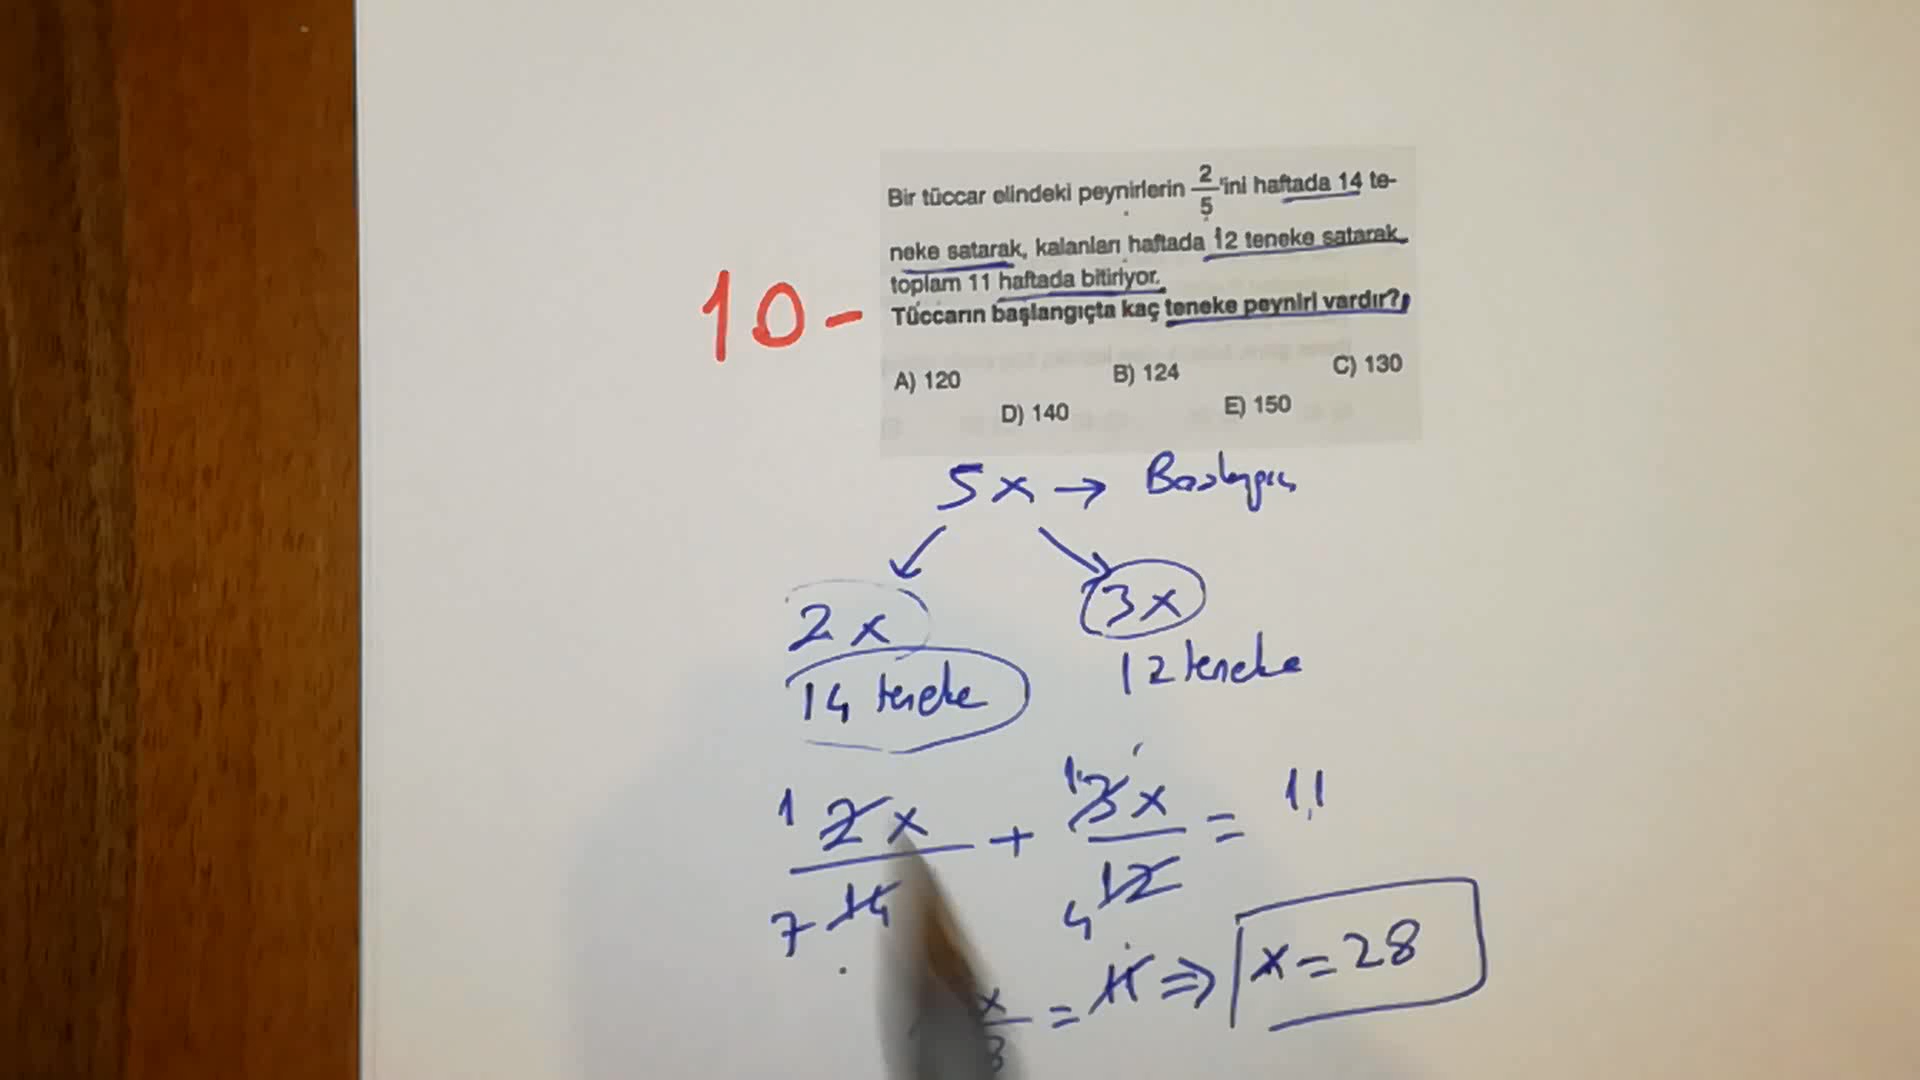 Bir tüccar elindeki peynirlerin 2/5 'ini haftada 14 te-
neke satarak, kalanları haftada 12 teneke satarak
toplam 11 haftada bitiriyor.
10- Tüccarın başlangıçta kaç teneke peyniri vardır?
A) 120 B) 124 C) 130
D) 140 E) 150
5x → Başlangıç
2x 3x
14 teneke 12 teneke
1 2x/14 7 + 1 3x/12 4 = 11
= 11 ⇒ x = 28